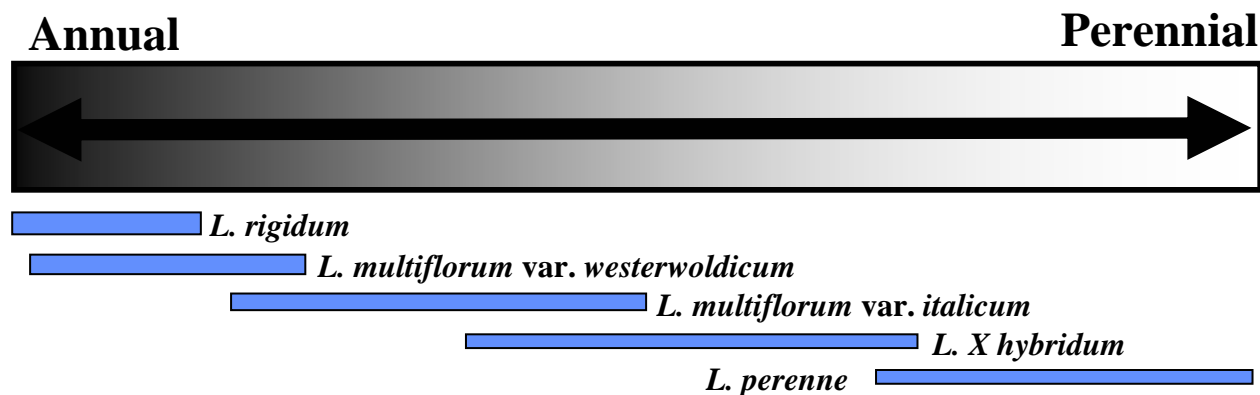 Annual Perennial
L. rigidum
L. multiflorum var. westerwoldicum
L. multiflorum var. italicum
L. X hybridum
L. perenne